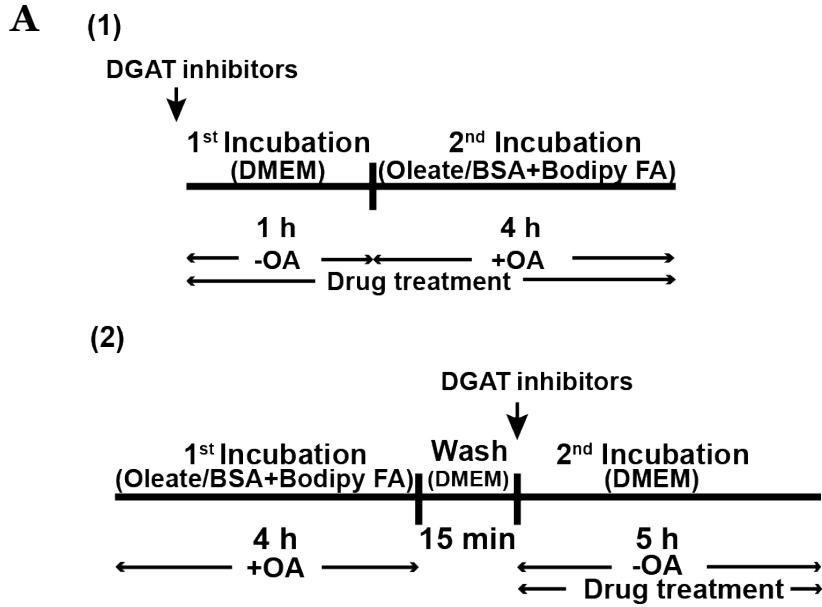 A
(1)
DGAT inhibitors
1st Incubation
(DMEM)
2nd Incubation
(Oleate/BSA+Bodipy FA)
1 h
4 h
-OA
+OA
Drug treatment
(2)
DGAT inhibitors
1st Incubation
(Oleate/BSA+Bodipy FA)
Wash
(DMEM)
2nd Incubation
(DMEM)
4 h
15 min
5 h
+OA
-OA
Drug treatment